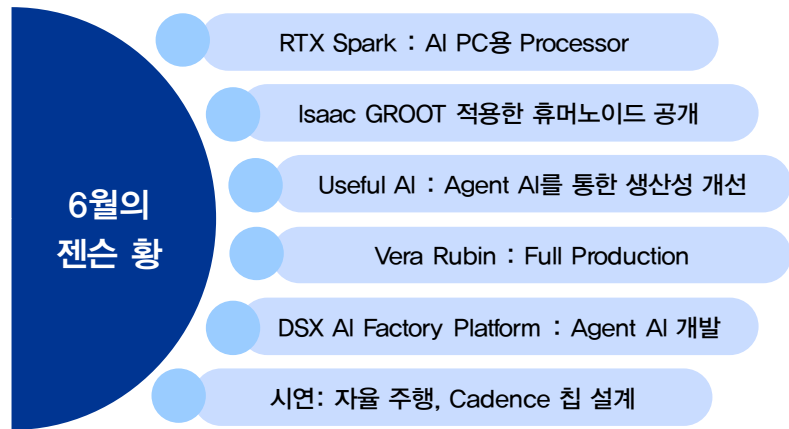 6월의
젠슨 황
RTX Spark : AI PC용 Processor
Isaac GROOT 적용한 휴머노이드 공개
Useful AI : Agent AI를 통한 생산성 개선
Vera Rubin : Full Production
DSX AI Factory Platform : Agent AI 개발
시연: 자율 주행, Cadence 칩 설계